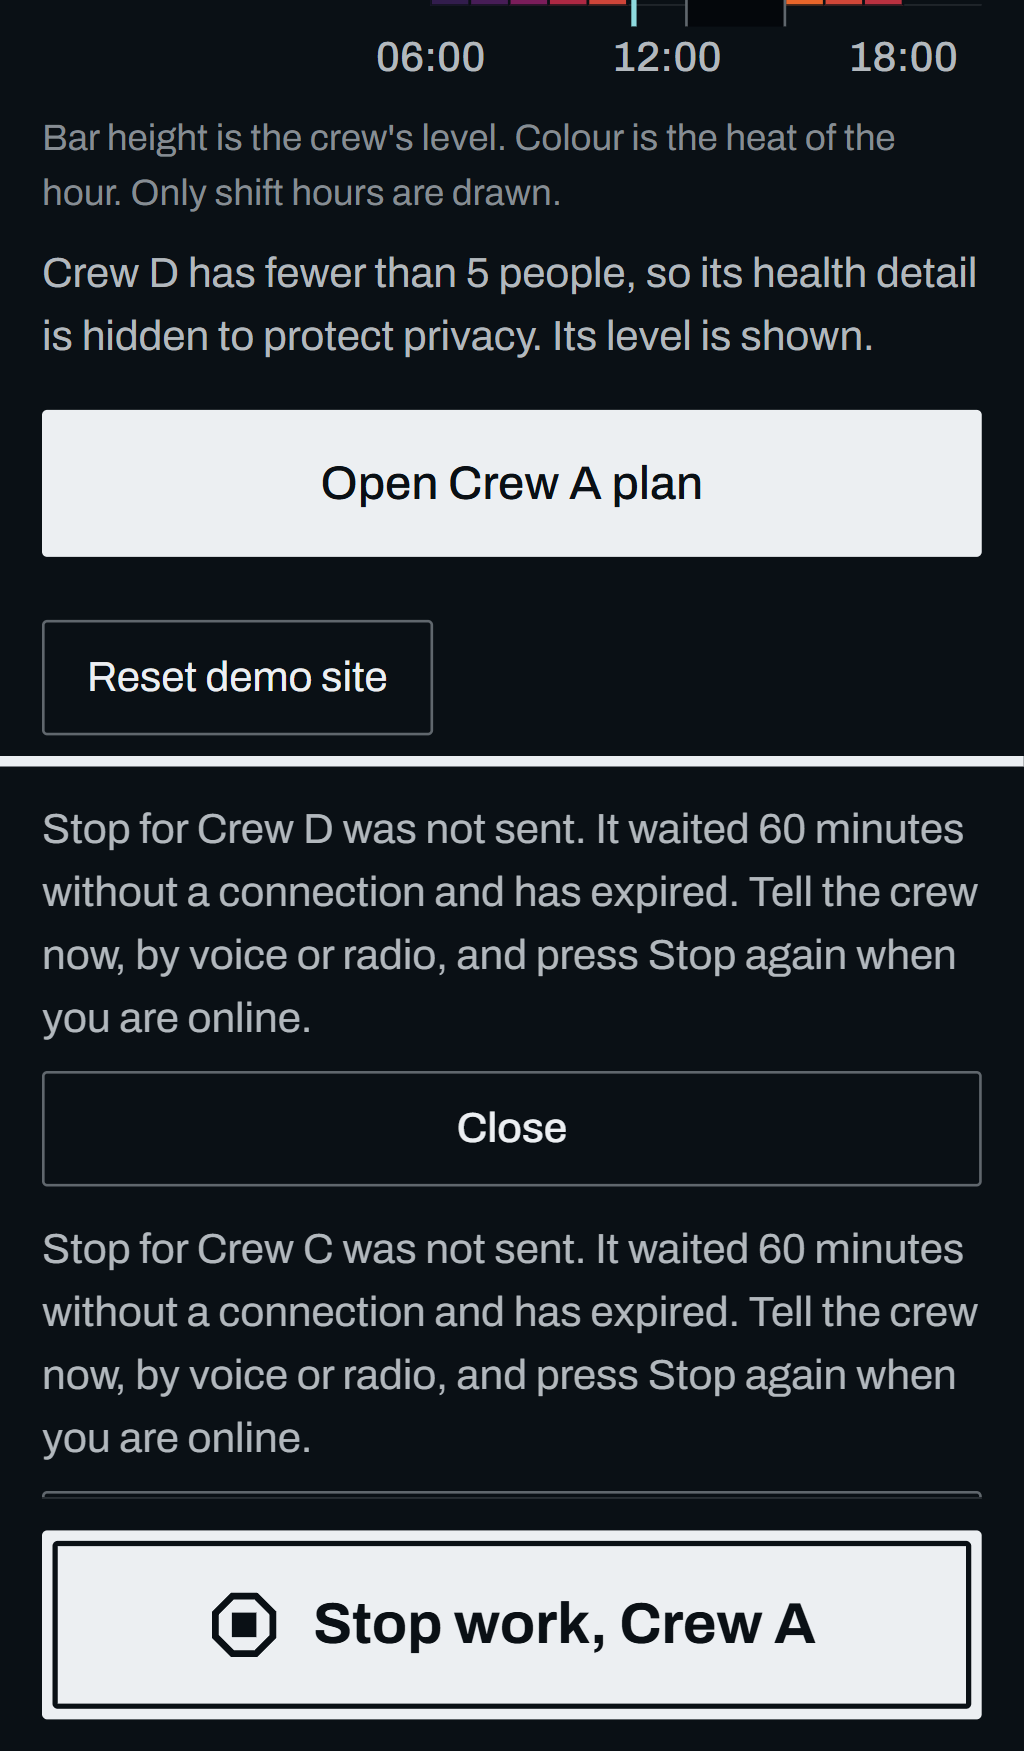 06:00 12:00 18:00
Bar height is the crew's level. Colour is the heat of the
hour. Only shift hours are drawn.
Crew D has fewer than 5 people, so its health detail
is hidden to protect privacy. Its level is shown.
Open Crew A plan
Reset demo site
Stop for Crew D was not sent. It waited 60 minutes
without a connection and has expired. Tell the crew
now, by voice or radio, and press Stop again when
you are online.
Close
Stop for Crew C was not sent. It waited 60 minutes
without a connection and has expired. Tell the crew
now, by voice or radio, and press Stop again when
you are online.
Stop work, Crew A